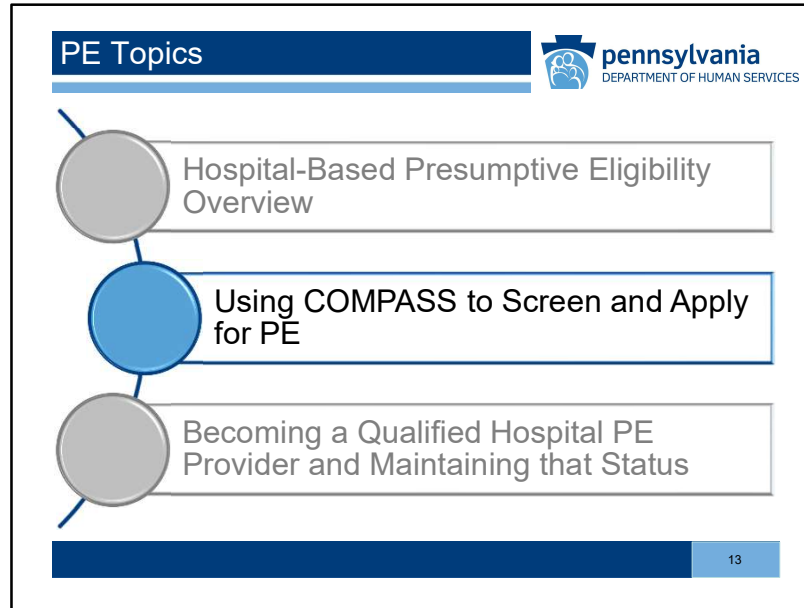 PE Topics
pennsylvania
DEPARTMENT OF HUMAN SERVICES
Hospital-Based Presumptive Eligibility
Overview
Using COMPASS to Screen and Apply
for PE
Becoming a Qualified Hospital PE
Provider and Maintaining that Status
13